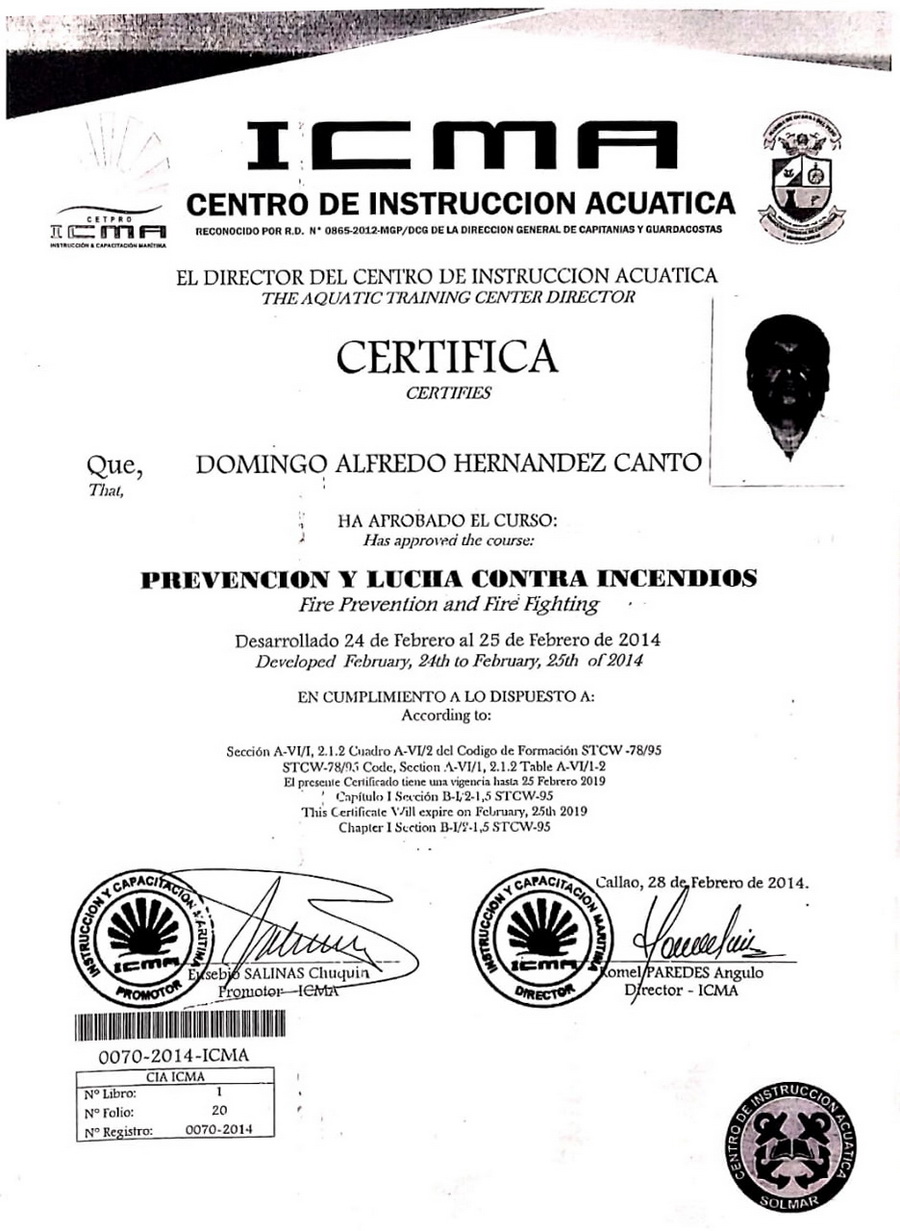 ICMA
CENTRO DE INSTRUCCION ACUATICA
RECONOCIDO POR R.D. N° 0865-2012-MGP/DCG DE LA DIRECCION GENERAL DE CAPITANIAS Y GUARDACOSTAS
CETPRO
ICMA
INSTRUCCIÓN & CAPACITACIÓN MARÍTIMA
EL DIRECTOR DEL CENTRO DE INSTRUCCION ACUATICA
THE AQUATIC TRAINING CENTER DIRECTOR
CERTIFICA
CERTIFIES
Que, DOMINGO ALFREDO HERNANDEZ CANTO
That,
HA APROBADO EL CURSO:
Has approved the course:
PREVENCION Y LUCHA CONTRA INCENDIOS
Fire Prevention and Fire Fighting
Desarrollado 24 de Febrero al 25 de Febrero de 2014
Developed February, 24th to February, 25th of 2014
EN CUMPLIMIENTO A LO DISPUESTO A:
According to:
Sección A-VI/I, 2.1.2 Cuadro A-VI/2 del Codigo de Formación STCW -78/95
STCW-78/95 Code, Section A-VI/1, 2.1.2 Table A-VI/1-2
El presente Certificado tiene una vigencia hasta 25 Febrero 2019
Capítulo I Sección B-I/2-1,5 STCW-95
This Certificate Will expire on February, 25th 2019
Chapter I Section B-I/2-1,5 STCW-95
Callao, 28 de Febrero de 2014.
INSTRUCCION Y CAPACITACION MARITIMA
ICMA
PROMOTOR
Eusebio SALINAS Chuquin
Promotor - ICMA
INSTRUCCION Y CAPACITACION MARITIMA
ICMA
DIRECTOR
Romel PAREDES Angulo
Director - ICMA
0070-2014-ICMA
CIA ICMA
Nº Libro: 1
Nº Folio: 20
Nº Registro: 0070-2014
CENTRO DE INSTRUCCION ACUATICA
SOLMAR